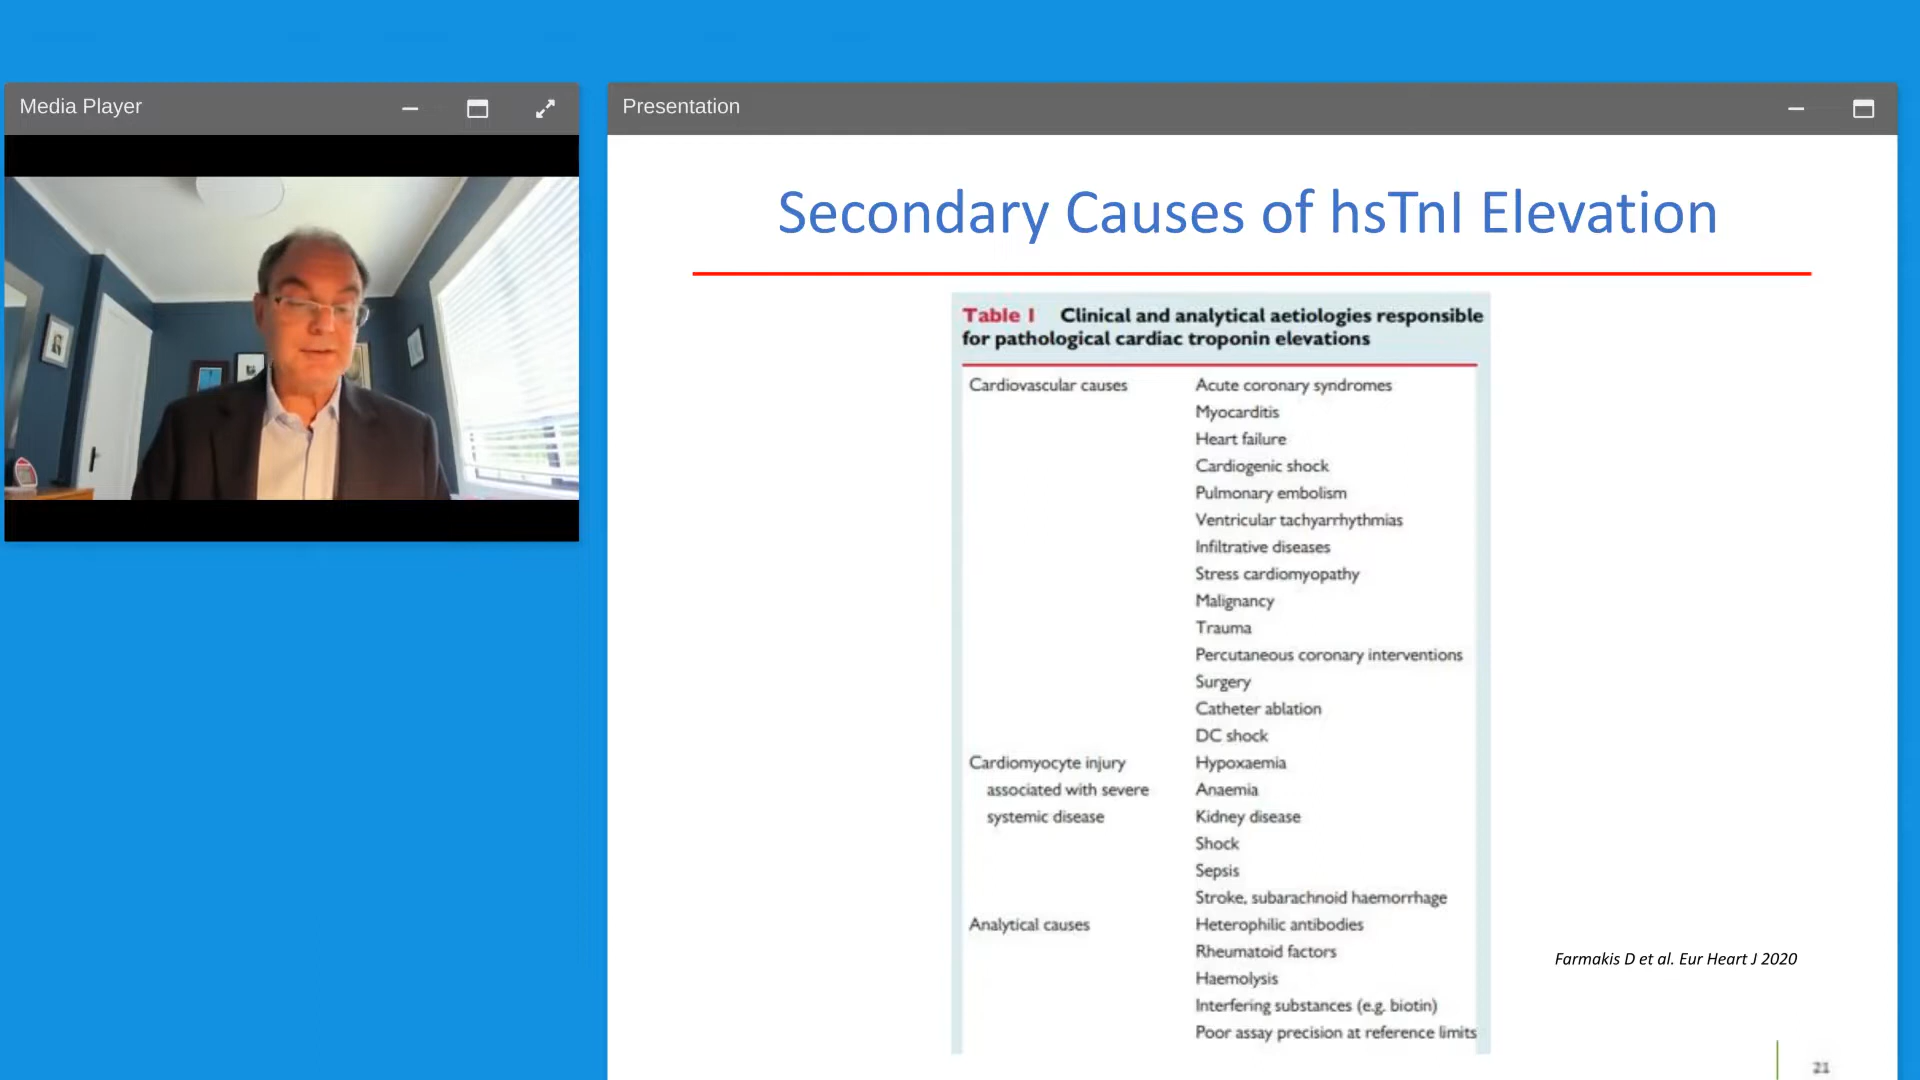 Media Player
Presentation
Secondary Causes of hsTnI Elevation
Table 1 Clinical and analytical aetiologies responsible
for pathological cardiac troponin elevations
Cardiovascular causes Acute coronary syndromes
Myocarditis
Heart failure
Cardiogenic shock
Pulmonary embolism
Ventricular tachyarrhythmias
Infiltrative diseases
Stress cardiomyopathy
Malignancy
Trauma
Percutaneous coronary interventions
Surgery
Catheter ablation
DC shock
Cardiomyocyte injury Hypoxaemia
associated with severe Anaemia
systemic disease Kidney disease
Shock
Sepsis
Stroke, subarachnoid haemorrhage
Analytical causes Heterophilic antibodies
Rheumatoid factors
Haemolysis
Interfering substances (e.g. biotin)
Poor assay precision at reference limits
Farmakis D et al. Eur Heart J 2020
21